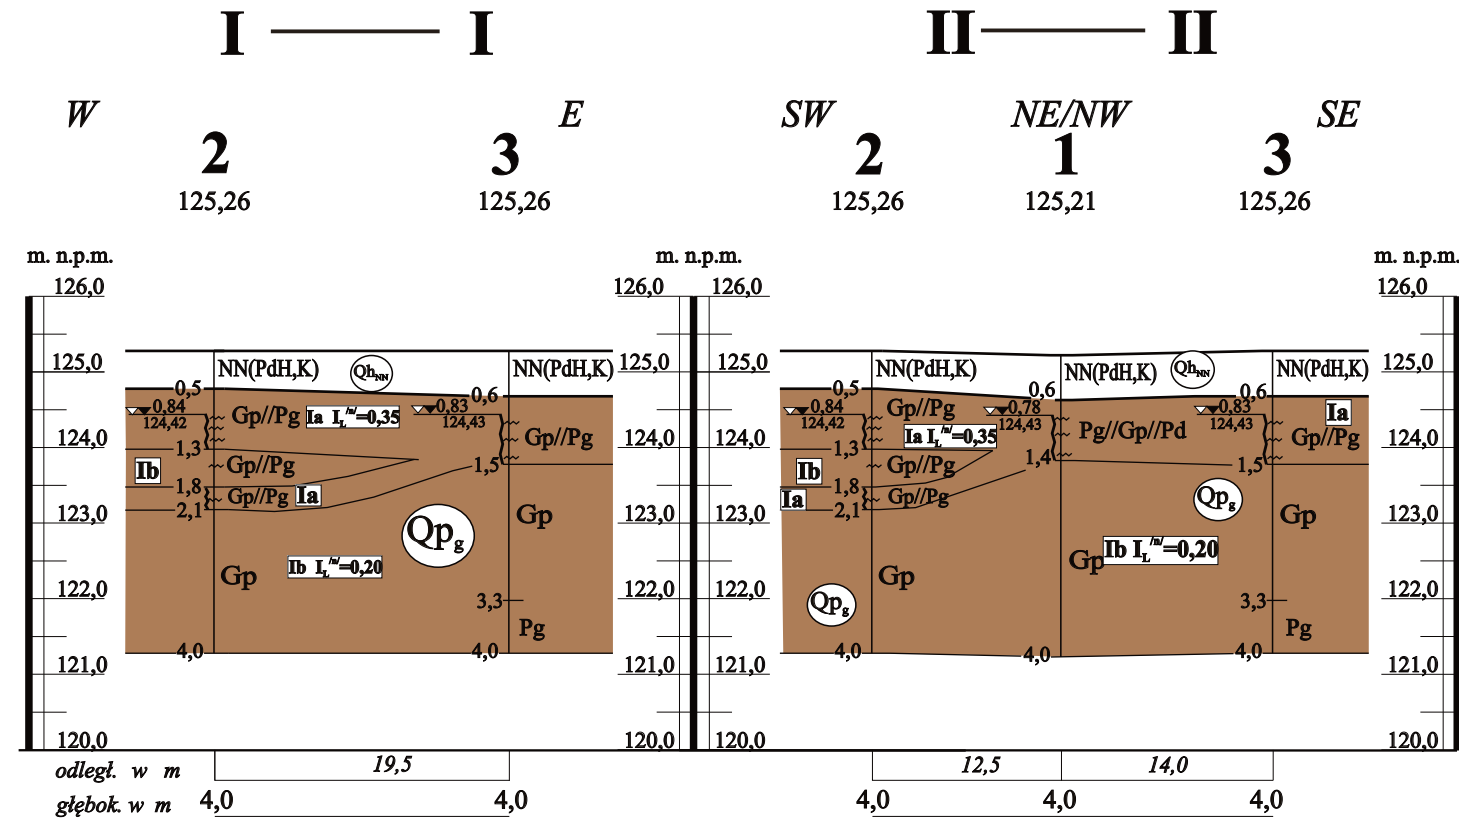 I I II II
W E SW NE/NW SE
2 3 2 1 3
125,26 125,26 125,26 125,21 125,26
m. n.p.m. m. n.p.m. m. n.p.m.
126,0 126,0 126,0 126,0
125,0 NN(PdH,K) QhNN NN(PdH,K) 125,0 125,0 NN(PdH,K) NN(PdH,K) QhNN NN(PdH,K) 125,0
0,5 0,6 0,5 0,6 0,6
0,84 Gp//Pg Ia IL/n/=0,35 0,83 0,84 Gp//Pg 0,78 0,83 Ia
124,42 124,43 124,42 124,43 124,43
124,0 Gp//Pg 124,0 124,0 Ia IL/n/=0,35 Pg//Gp//Pd Gp//Pg 124,0
1,3 1,3 1,4
Ib Gp//Pg 1,5 Ib Gp//Pg 1,5
1,8 Gp//Pg Ia 1,8 Ia Gp//Pg Qpg
2,1 2,1
123,0 Qpg Gp 123,0 123,0 Gp 123,0
Gp Ib IL/n/=0,20 Gp Gp Ib IL/n/=0,20
122,0 3,3 122,0 122,0 Qpg 3,3 122,0
Pg Pg
4,0 4,0 4,0 4,0 4,0
121,0 121,0 121,0 121,0
120,0 120,0 120,0 120,0
odległ. w m 19,5 12,5 14,0
głębok. w m 4,0 4,0 4,0 4,0 4,0